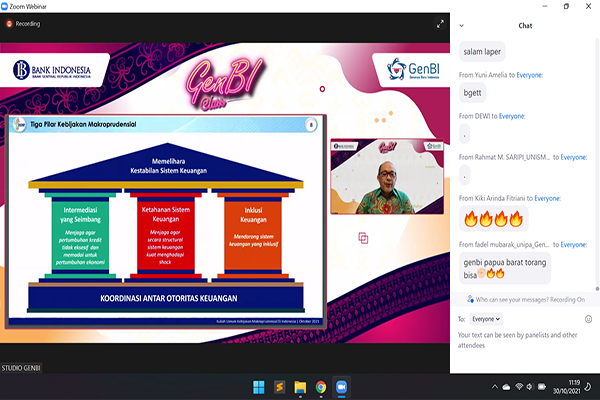 Zoom Webinar
Recording
BANK INDONESIA
BANK SENTRAL REPUBLIK INDONESIA
GenBI
Class
GenBI
Generasi Baru Indonesia
Tiga Pilar Kebijakan Makroprudensial
8
Memelihara
Kestabilan Sistem Keuangan
Intermediasi
yang Seimbang
Menjaga agar
pertumbuhan kredit
tidak eksesif dan
memadai untuk
pertumbuhan ekonomi
Ketahanan Sistem
Keuangan
Menjaga agar
secara structural
sistem keuangan
kuat menghadapi
shock
Inklusi
Keuangan
Mendorong sistem
keuangan yang inklusif
KOORDINASI ANTAR OTORITAS KEUANGAN
Kuliah Umum Kebijakan Makroprudensial Di Indonesia | Oktober 2021
BANK INDONESIA
GenBI
GenBI
STUDIO GENBI
Chat
salam laper
From Yuni Amelia to Everyone:
bgett
From DEWI to Everyone:
.
From Rahmat M. SARIPI_UNISM... to Everyone:
.
From Kiki Arinda Fitriani to Everyone:
🔥🔥🔥🔥
From fadel mubarak_unipa_Gen... to Everyone:
genbi papua barat torang
bisa👏🔥🔥
Who can see your messages? Recording On
To: Everyone
Your text can be seen by panelists and other
attendees
11:19
30/10/2021